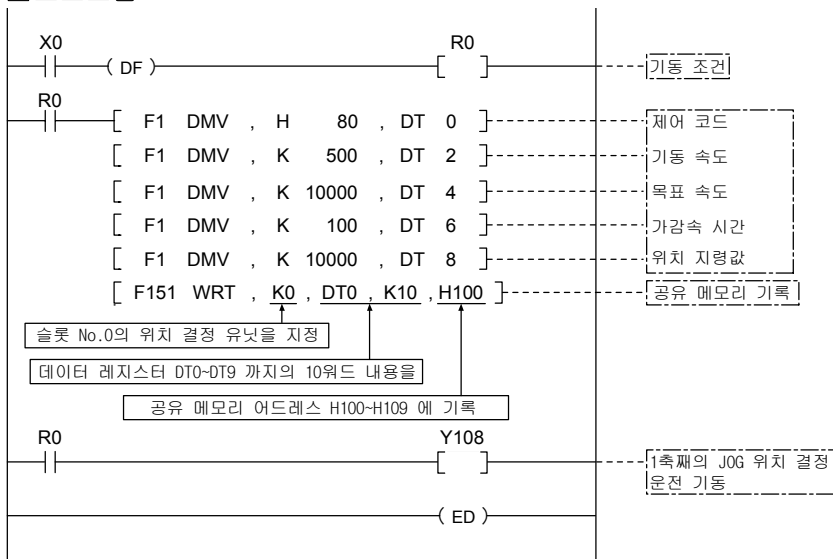 X0 R0
( DF ) 기동 조건
R0
F1 DMV , H 80 , DT 0 제어 코드
F1 DMV , K 500 , DT 2 기동 속도
F1 DMV , K 10000 , DT 4 목표 속도
F1 DMV , K 100 , DT 6 가감속 시간
F1 DMV , K 10000 , DT 8 위치 지령값
F151 WRT , K0 , DT0 , K10 , H100 공유 메모리 기록
슬롯 No.0의 위치 결정 유닛을 지정
데이터 레지스터 DT0~DT9 까지의 10워드 내용을
공유 메모리 어드레스 H100~H109 에 기록
R0 Y108
1축째의 JOG 위치 결정
운전 기동
( ED )